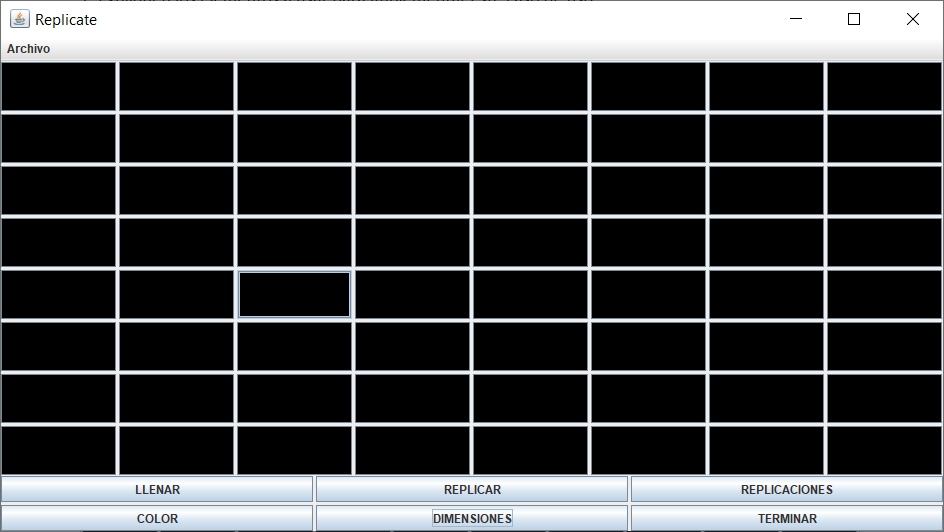 Replicate
Archivo
LLENAR REPLICAR REPLICACIONES
COLOR DIMENSIONES TERMINAR